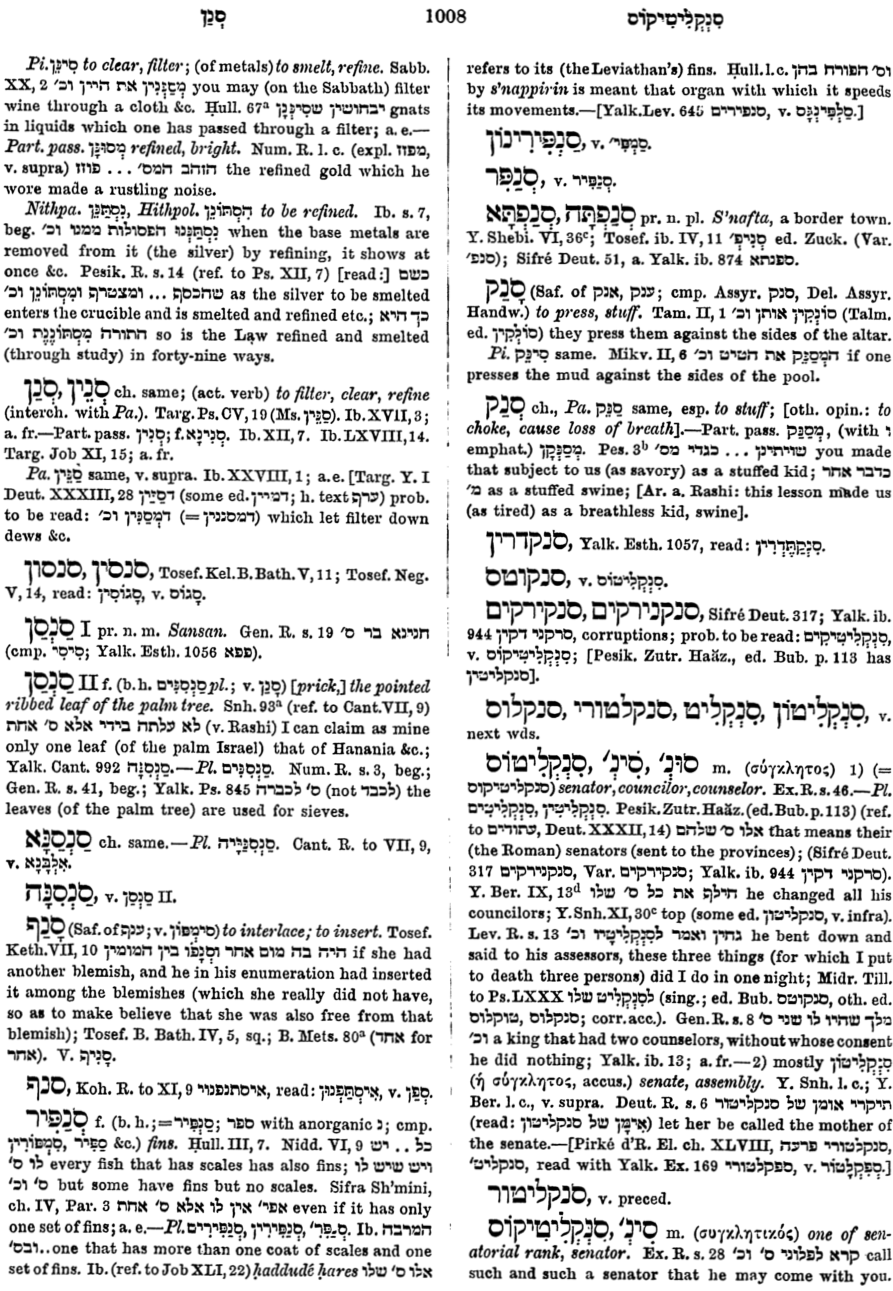 סָנַן
1008
סִנְקְלִיטִיקוֹס
Pi. סִינֵּן to clear, filter; (of metals) to smelt, refine. Sabb.
XX, 2 מְסַנְּנִין את היין וכ׳ you may (on the Sabbath) filter
wine through a cloth &c. Ḥull. 67ᵃ יבחושין שסִינְּנָן gnats
in liquids which one has passed through a filter; a. e.—
Part. pass. מְסוּנָּן refined, bright. Num. R. l. c. (expl. מפוז,
v. supra) הזהב המס׳ ... פוזז the refined gold which he
wore made a rustling noise.
Nithpa. נִסְתַּנֵּן, Hithpol. הִסְתּוֹנֵן to be refined. Ib. s. 7,
beg. נִסְתַּנְּנוּ הפסולות ממנו וכ׳ when the base metals are
removed from it (the silver) by refining, it shows at
once &c. Pesik. R. s. 14 (ref. to Ps. XII, 7) [read:] כשם
שהכסף ... ומצטרף ומִסְתּוֹנֵן וכ׳ as the silver to be smelted
enters the crucible and is smelted and refined etc.; כך היא
התורה מִסְתּוֹנֶנֶת וכ׳ so is the Law refined and smelted
(through study) in forty-nine ways.
סְנֵין, סְנַן ch. same; (act. verb) to filter, clear, refine
(interch. with Pa.). Targ. Ps. CV, 19 (Ms. סַנֵּין). Ib. XVII, 3;
a. fr.—Part. pass. סְנִין; f. סְנִינָא. Ib. XII, 7. Ib. LXVIII, 14.
Targ. Job XI, 15; a. fr.
Pa. סַנֵּין same, v. supra. Ib. XXVIII, 1; a. e. [Targ. Y. I
Deut. XXXIII, 28 דסַיְּין (some ed. דמיין; h. text ערף) prob.
to be read: דמְסַנִּין וכ׳ (= דמסננין) which let filter down
dews &c.
סנסין, סנסון, Tosef. Kel. B. Bath. V, 11; Tosef. Neg.
V, 14, read: סָגוֹסִין, v. סָגוֹס.
סַנְסַן I pr. n. m. Sansan. Gen. R. s. 19 חנינא בר ס׳
(cmp. סִיסִי; Yalk. Esth. 1056 פפא).
סַנְסַן II f. (b. h. סַנְסִנִּים pl.; v. סָנַן) [prick,] the pointed
ribbed leaf of the palm tree. Snh. 93ᵃ (ref. to Cant. VII, 9)
לא עלתה בידי אלא ס׳ אחת (v. Rashi) I can claim as mine
only one leaf (of the palm Israel) that of Hanania &c.;
Yalk. Cant. 992 סַנְסִנָּה.—Pl. סַנְסִנִּים. Num. R. s. 3, beg.;
Gen. R. s. 41, beg.; Yalk. Ps. 845 ס׳ לכברה (not לכבד) the
leaves (of the palm tree) are used for sieves.
סַנְסַנָּא ch. same.—Pl. סַנְסַנַּיָּיה. Cant. R. to VII, 9,
v. אִלְבָּנָא.
סַנְסִנָּה, v. סַנְסַן II.
סָנַף (Saf. of ענף; v. סִימְפּוֹן) to interlace; to insert. Tosef.
Keth. VII, 10 היה בה מום אחר וסְנָפוֹ בין המומין if she had
another blemish, and he in his enumeration had inserted
it among the blemishes (which she really did not have,
so as to make believe that she was also free from that
blemish); Tosef. B. Bath. IV, 5, sq.; B. Mets. 80ᵃ (אחד for
אחר). V. סְנִיף.
סנף, Koh. R. to XI, 9 איסתנפנוי, read: אִיסְתַּפְּנוּן, v. סְפַן.
סְנַפִּיר f. (b. h.; = סְנַפִּיר; ספר with anorganic נ; cmp.
סַפִּיר, סִמְפּוֹרִין &c.) fins. Ḥull. III, 7. Nidd. VI, 9 כל .. יש
לו ס׳ ויש שיש לו every fish that has scales has also fins;
ס׳ וכ׳ but some have fins but no scales. Sifra Sh'mini,
ch. IV, Par. 3 אפי׳ אין לו אלא ס׳ אחת even if it has only
one set of fins; a. e.—Pl. סְנַפִּירִים, סְנַפִּירִין, סְנַפִּר׳. Ib. המרבה
ובס׳.. one that has more than one coat of scales and one
set of fins. Ib. (ref. to Job XLI, 22) ḥaddudé ḥares אלו ס׳ שלו
refers to its (the Leviathan's) fins. Ḥull. l. c. וס׳ הפורח בהן
by s'nappirin is meant that organ with which it speeds
its movements.—[Yalk. Lev. 645 סנפירים, v. סַלְפִּינְגָּס.]
סַנְפִּירִינוֹן, v. סַמְפִּי׳.
סְנַפִּר, v. סְנַפִּיר.
סְנַפְתָּה, סְנַפְתָּא pr. n. pl. S'nafta, a border town.
Y. Shebi. VI, 36ᶜ; Tosef. ib. IV, 11 סְנִיפ׳ ed. Zuck. (Var.
סנפ׳); Sifré Deut. 51, a. Yalk. ib. 874 ספנתא.
סָנַק (Saf. of ענק, אנק; cmp. Assyr. סנק, Del. Assyr.
Handw.) to press, stuff. Tam. II, 1 סוֹנְקִין אותן וכ׳ (Talm.
ed. סוֹלְקִין) they press them against the sides of the altar.
Pi. סִינֵּק same. Mikv. II, 6 המְסַנֵּק את הטיט וכ׳ if one
presses the mud against the sides of the pool.
סְנַק ch., Pa. סַנֵּק same, esp. to stuff; [oth. opin.: to
choke, cause loss of breath].—Part. pass. מְסַנַּק, (with ו
emphat.) מְסַנְּקָן. Pes. 3ᵇ שויתינן ... כגדי מס׳ you made
that subject to us (as savory) as a stuffed kid; כדבר אחר
מ׳ as a stuffed swine; [Ar. a. Rashi: this lesson made us
(as tired) as a breathless kid, swine].
סנקדרין, Yalk. Esth. 1057, read: סַנְקַתֶּדְרִין.
סנקוטס, v. סִנְקְלִיטוֹס.
סנקנירקים, סנקירקים, Sifré Deut. 317; Yalk. ib.
944 סרקני דקין, corruptions; prob. to be read: סִנְקְלִיטִיקִים,
v. סִנְקְלִיטִיקוֹס; [Pesik. Zutr. Haäz., ed. Bub. p. 113 has
סנקליטין].
סִנְקְלִיטוֹן, סִנְקְלִיט, סנקלטורי, סנקלוס, v.
next wds.
סִנְקְלִיטוֹס, סִינְ׳, סוּנְ׳ m. (σύγκλητος) 1) (=
סנקליטיקוס) senator, councilor, counselor. Ex. R. s. 46.—Pl.
סִנְקְלִיטִין, סִנְקְלִיטִים. Pesik. Zutr. Haäz. (ed. Bub. p. 113) (ref.
to עתודים, Deut. XXXII, 14) אלו ס׳ שלהם that means their
(the Roman) senators (sent to the provinces); (Sifré Deut.
317 סנקנירקים, Var. סנקירקים; Yalk. ib. 944 סרקני דקין).
Y. Ber. IX, 13ᵈ חילף את כל ס׳ שלו he changed all his
councilors; Y. Snh. XI, 30ᶜ top (some ed. סנקליטון, v. infra).
Lev. R. s. 13 גחין ואמר לסִנְקְלִיטָיו וכ׳ he bent down and
said to his assessors, these three things (for which I put
to death three persons) did I do in one night; Midr. Till.
to Ps. LXXX לסִנְקְלִיט שלו (sing.; ed. Bub. סנקוטס, oth. ed.
סנקלוס, טוקלוס; corr. acc.). Gen. R. s. 8 מלך שהיו לו שני ס׳
וכ׳ a king that had two counselors, without whose consent
he did nothing; Yalk. ib. 13; a. fr.—2) mostly סִנְקְלִיטוֹן
(ἡ σύγκλητος, accus.) senate, assembly. Y. Snh. l. c.; Y.
Ber. l. c., v. supra. Deut. R. s. 6 תיקרי אומן של סנקליטור
(read: אִימָּן של סנקליטון) let her be called the mother of
the senate.—[Pirké d'R. El. ch. XLVIII, סנקלטורי פרעה,
סנקליט׳, read with Yalk. Ex. 169 ספקלטורי, v. סְפֶקְלָטוֹר.]
סנקליטור, v. preced.
סִנְקְלִיטִיקוֹס, סִינְ׳ m. (συγκλητικός) one of sen-
atorial rank, senator. Ex. R. s. 28 קרא לפלוני ס׳ וכ׳ call
such and such a senator that he may come with you.